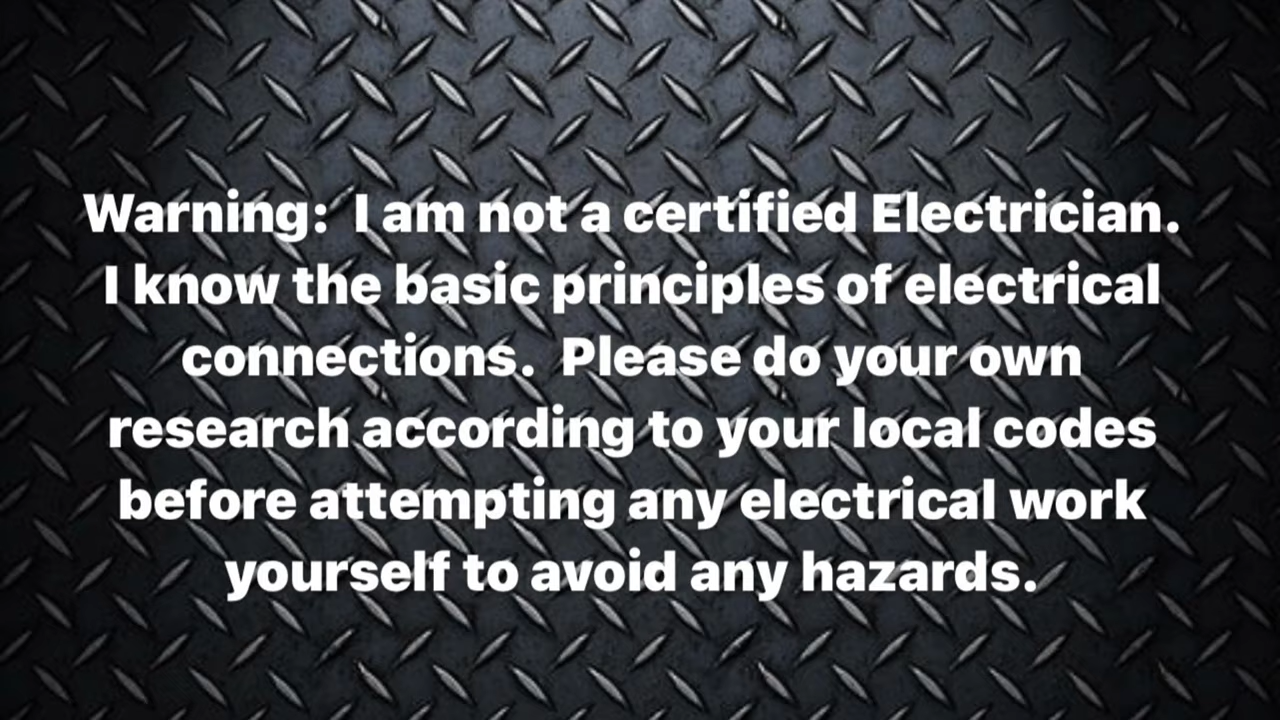 Warning:  I am not a certified Electrician.
I know the basic principles of electrical
connections.  Please do your own
research according to your local codes
before attempting any electrical work
yourself to avoid any hazards.